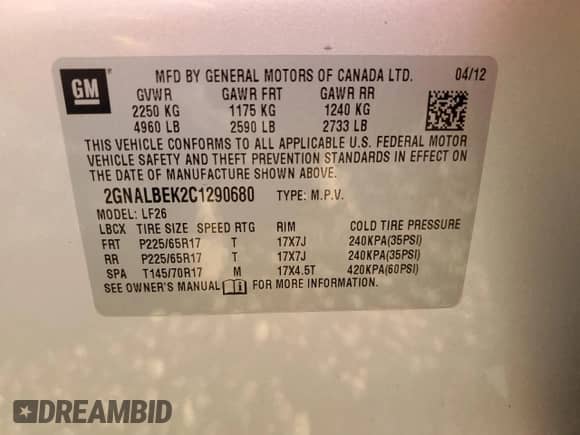 GM
MFD BY GENERAL MOTORS OF CANADA LTD. 04/12
GVWR GAWR FRT GAWR RR
2250 KG 1175 KG 1240 KG
4960 LB 2590 LB 2733 LB
THIS VEHICLE CONFORMS TO ALL APPLICABLE U.S. FEDERAL MOTOR
VEHICLE SAFETY AND THEFT PREVENTION STANDARDS IN EFFECT ON
THE DATE OF MANUFACTURE SHOWN ABOVE.
2GNALBEK2C1290680 TYPE: M.P.V.
MODEL: LF26
LBCX TIRE SIZE SPEED RTG RIM COLD TIRE PRESSURE
FRT P225/65R17 T 17X7J 240KPA(35PSI)
RR P225/65R17 T 17X7J 240KPA(35PSI)
SPA T145/70R17 M 17X4.5T 420KPA(60PSI)
SEE OWNER'S MANUAL FOR MORE INFORMATION.
DREAMBID